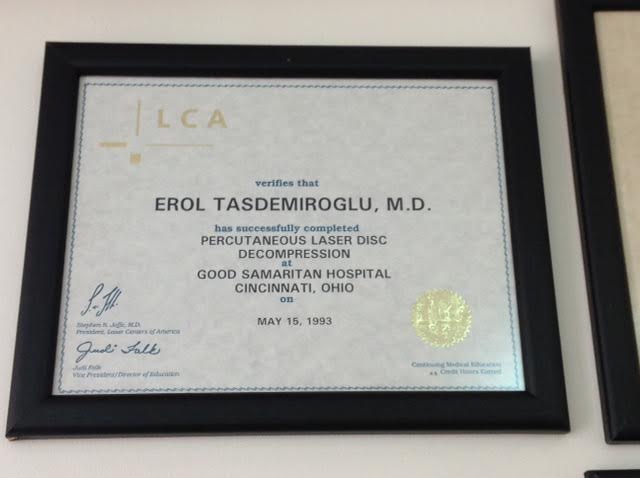 LCA
verifies that
EROL TASDEMIROGLU, M.D.
has successfully completed
PERCUTANEOUS LASER DISC
DECOMPRESSION
at
GOOD SAMARITAN HOSPITAL
CINCINNATI, OHIO
on
MAY 15, 1993
Stephen N. Joffe, M.D.
President, Laser Centers of America
Judi Falk
Judi Falk
Vice President/Director of Education
Continuing Medical Education
Credit Hours Earned